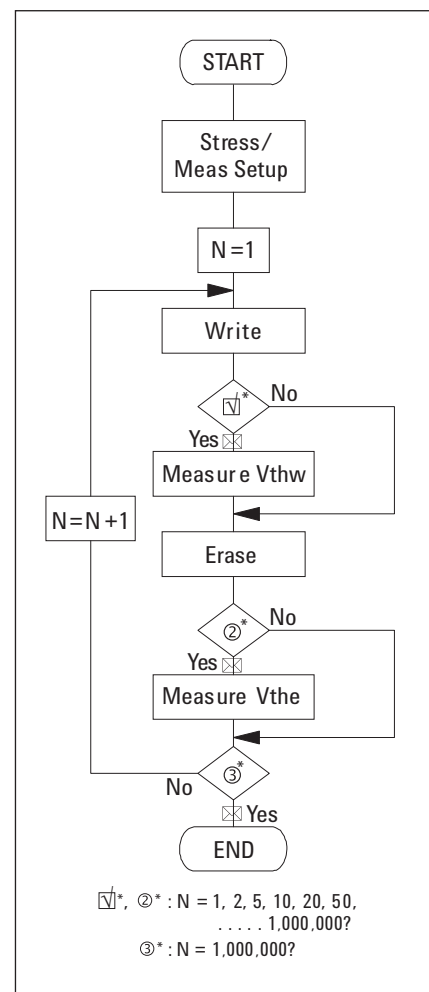 START
Stress/
Meas Setup
N=1
Write
√* No
Yes ✉
Measure Vthw
N=N+1
Erase
②* No
Yes ✉
Measure Vthe
③*
No
✉ Yes
END
√*, ②* : N = 1, 2, 5, 10, 20, 50,
. . . . . 1,000,000?
③* : N = 1,000,000?